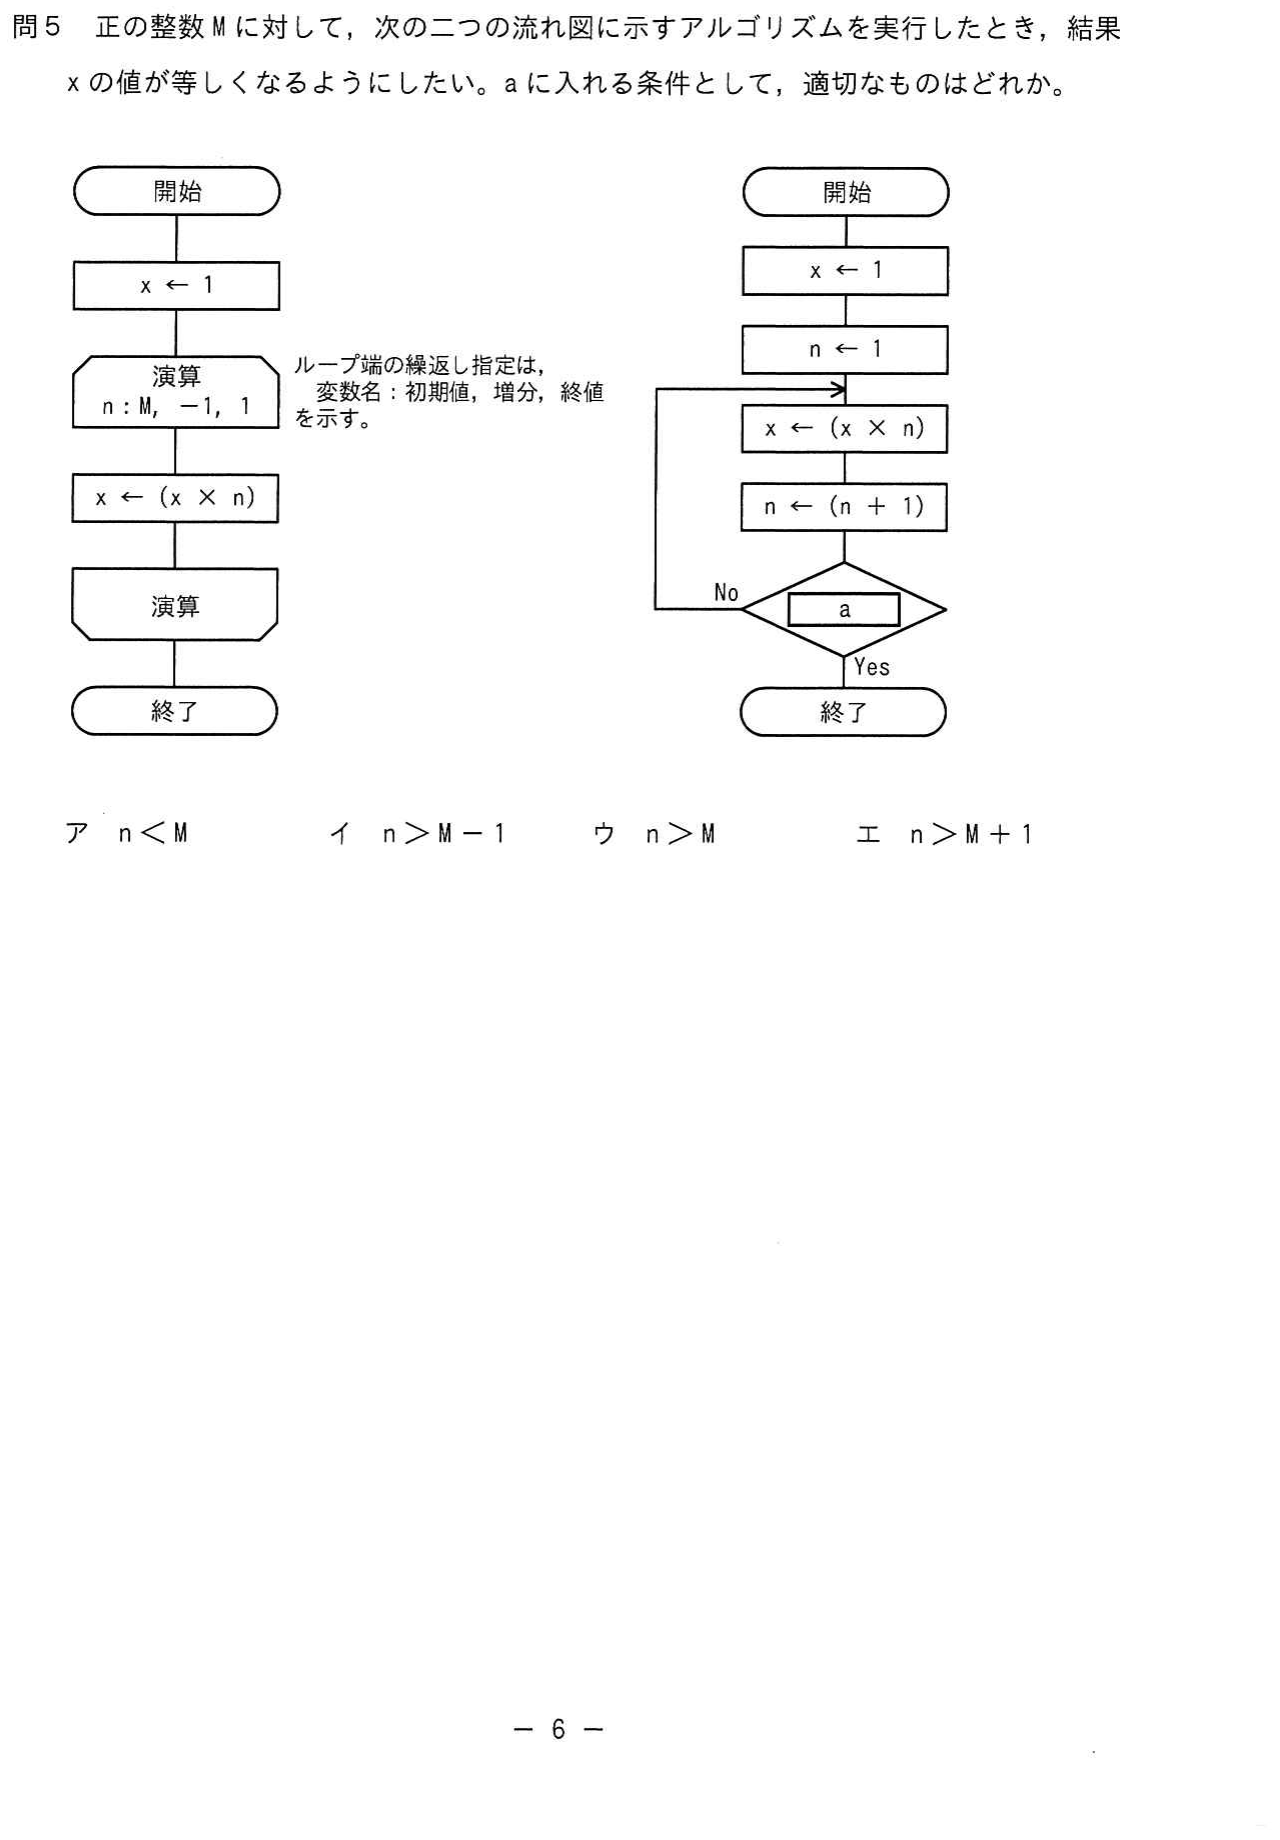 問5 正の整数Mに対して，次の二つの流れ図に示すアルゴリズムを実行したとき，結果
xの値が等しくなるようにしたい。aに入れる条件として，適切なものはどれか。
開始
x ← 1
演算
n：M, －1, 1
ループ端の繰返し指定は，
変数名：初期値，増分，終値
を示す。
x ← (x × n)
演算
終了
開始
x ← 1
n ← 1
x ← (x × n)
n ← (n + 1)
a
No
Yes
終了
ア n＜M イ n＞M－1 ウ n＞M エ n＞M＋1
－ 6 －